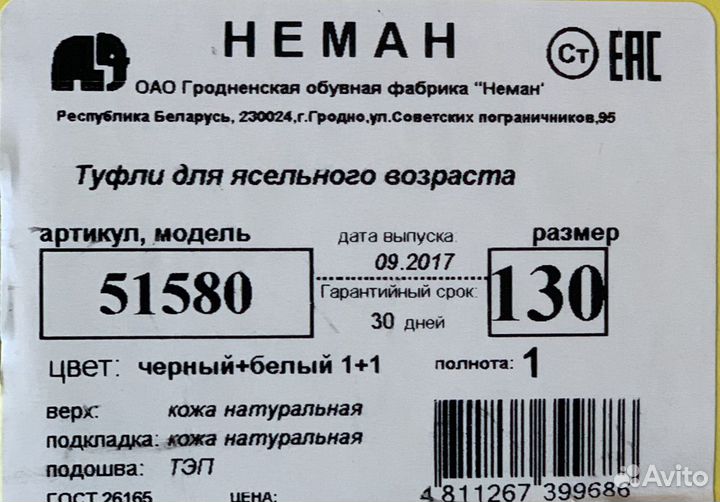 НЕМАН
Ст ЕАС
ОАО Гродненская обувная фабрика "Неман'
Республика Беларусь, 230024,г.Гродно,ул.Советских пограничников,95
Туфли для ясельного возраста
артикул, модель дата выпуска: размер
51580 09.2017 130
Гарантийный срок:
30 дней
цвет: черный+белый 1+1 полнота: 1
верх: кожа натуральная
подкладка: кожа натуральная
подошва: ТЭП
ГОСТ 26165 ЦЕНА:
4 811267 399686
Avito